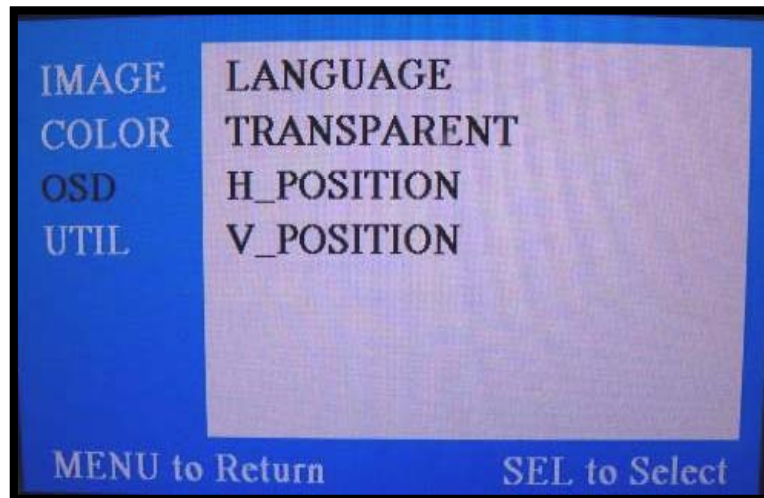 IMAGE LANGUAGE
COLOR TRANSPARENT
OSD H_POSITION
UTIL V_POSITION
MENU to Return SEL to Select